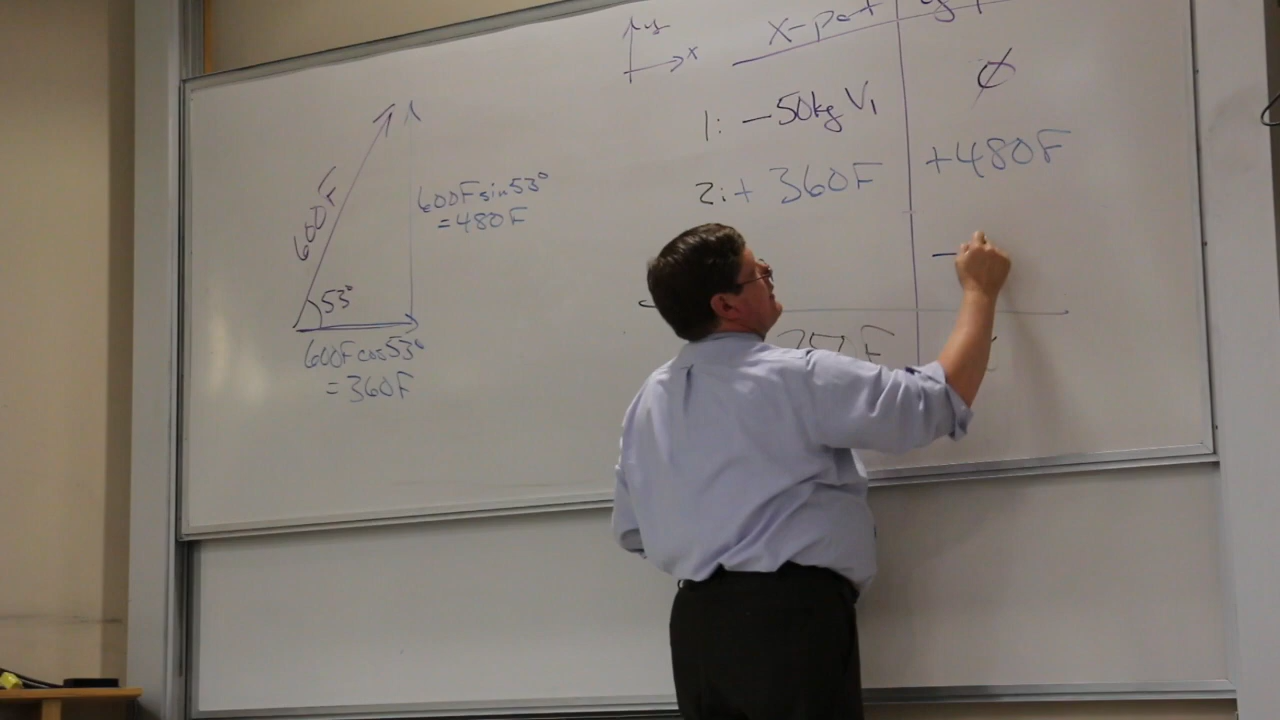 600F
53°
600F cos 53°
= 360F
600F sin 53°
= 480F
y
x
x-part
1: -50kg V₁
∅
2: + 360F
+480F
-